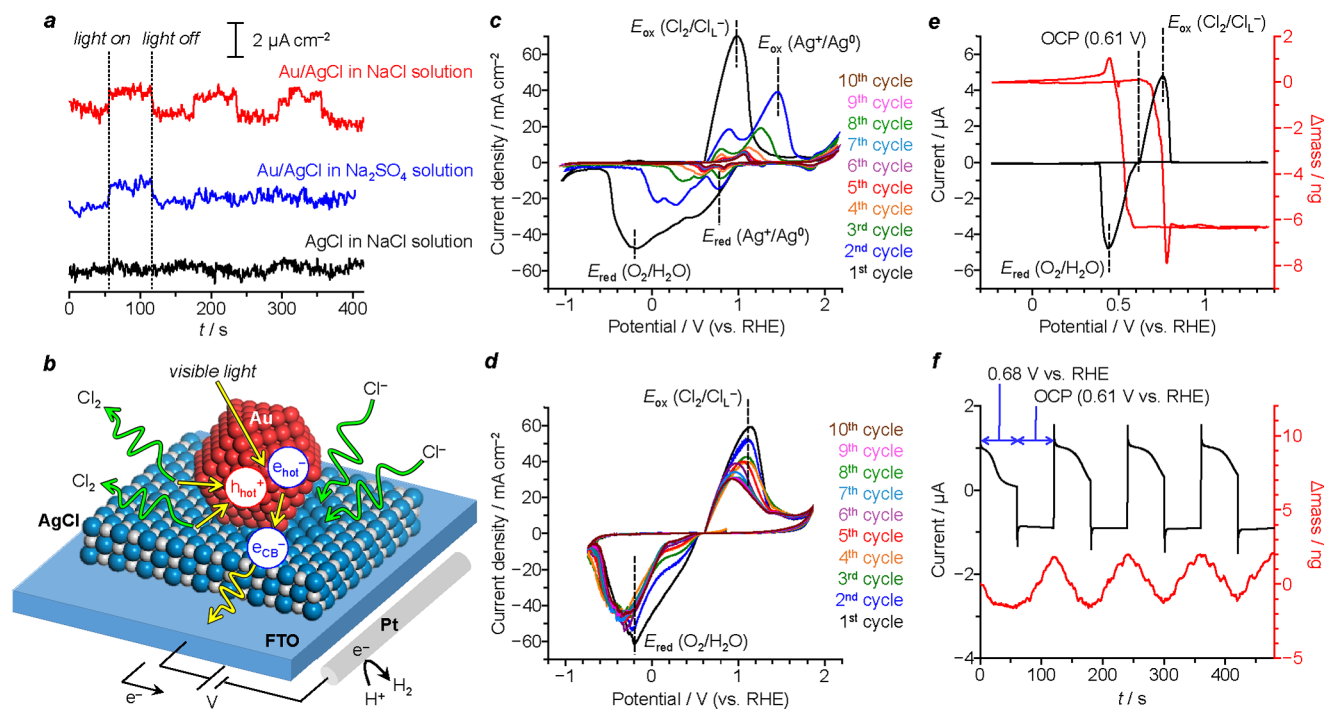 a
light on light off
2 µA cm⁻²
Au/AgCl in NaCl solution
Au/AgCl in Na₂SO₄ solution
AgCl in NaCl solution
0 100 200 300 400
t / s
b
visible light
Cl₂
Cl⁻
Au
Cl⁻
e_hot⁻
Cl₂
h_hot⁺
AgCl
e_CB⁻
FTO
Pt
e⁻
V
e⁻
H⁺
H₂
c
E_ox (Cl₂/Cl_L⁻)
E_ox (Ag⁺/Ag⁰)
60
40
20
0
−20
−40
−60
Current density / mA cm⁻²
10ᵗʰ cycle
9ᵗʰ cycle
8ᵗʰ cycle
7ᵗʰ cycle
6ᵗʰ cycle
5ᵗʰ cycle
4ᵗʰ cycle
3ʳᵈ cycle
2ⁿᵈ cycle
1ˢᵗ cycle
E_red (Ag⁺/Ag⁰)
E_red (O₂/H₂O)
−1 0 1 2
Potential / V (vs. RHE)
d
E_ox (Cl₂/Cl_L⁻)
60
40
20
0
20
40
60
Current density / mA cm⁻²
10ᵗʰ cycle
9ᵗʰ cycle
8ᵗʰ cycle
7ᵗʰ cycle
6ᵗʰ cycle
5ᵗʰ cycle
4ᵗʰ cycle
3ʳᵈ cycle
2ⁿᵈ cycle
1ˢᵗ cycle
E_red (O₂/H₂O)
−1 0 1 2
Potential / V (vs. RHE)
e
E_ox (Cl₂/Cl_L⁻)
OCP (0.61 V)
6
4
2
0
−2
−4
−6
Current / µA
2
0
−2
−4
−6
−8
Δmass / ng
E_red (O₂/H₂O)
0 0.5 1
Potential / V (vs. RHE)
f
0.68 V vs. RHE
OCP (0.61 V vs. RHE)
2
1
0
−1
−2
−4
Current / µA
10
5
0
−5
Δmass / ng
0 100 200 300 400
t / s